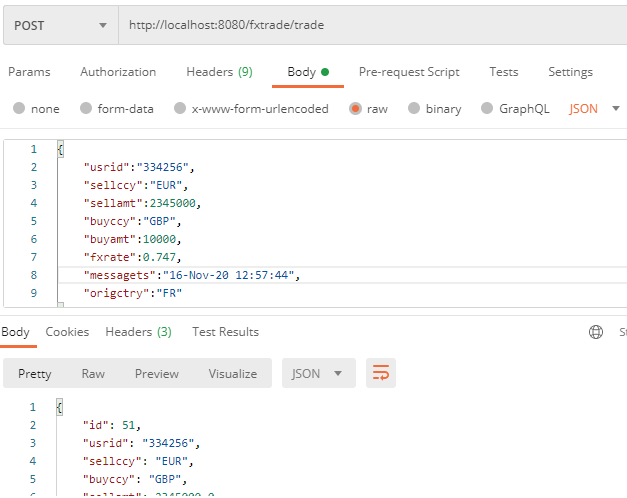 POST http://localhost:8080/fxtrade/trade
Params Authorization Headers (9) Body Pre-request Script Tests Settings
none form-data x-www-form-urlencoded raw binary GraphQL JSON
1 {
2 "usrid":"334256",
3 "sellccy":"EUR",
4 "sellamt":2345000,
5 "buyccy":"GBP",
6 "buyamt":10000,
7 "fxrate":0.747,
8 "messagets":"16-Nov-20 12:57:44",
9 "origctry":"FR"
Body Cookies Headers (3) Test Results
Pretty Raw Preview Visualize JSON
1 {
2 "id": 51,
3 "usrid": "334256",
4 "sellccy": "EUR",
5 "buyccy": "GBP",
6 "sellamt": 2345000.0